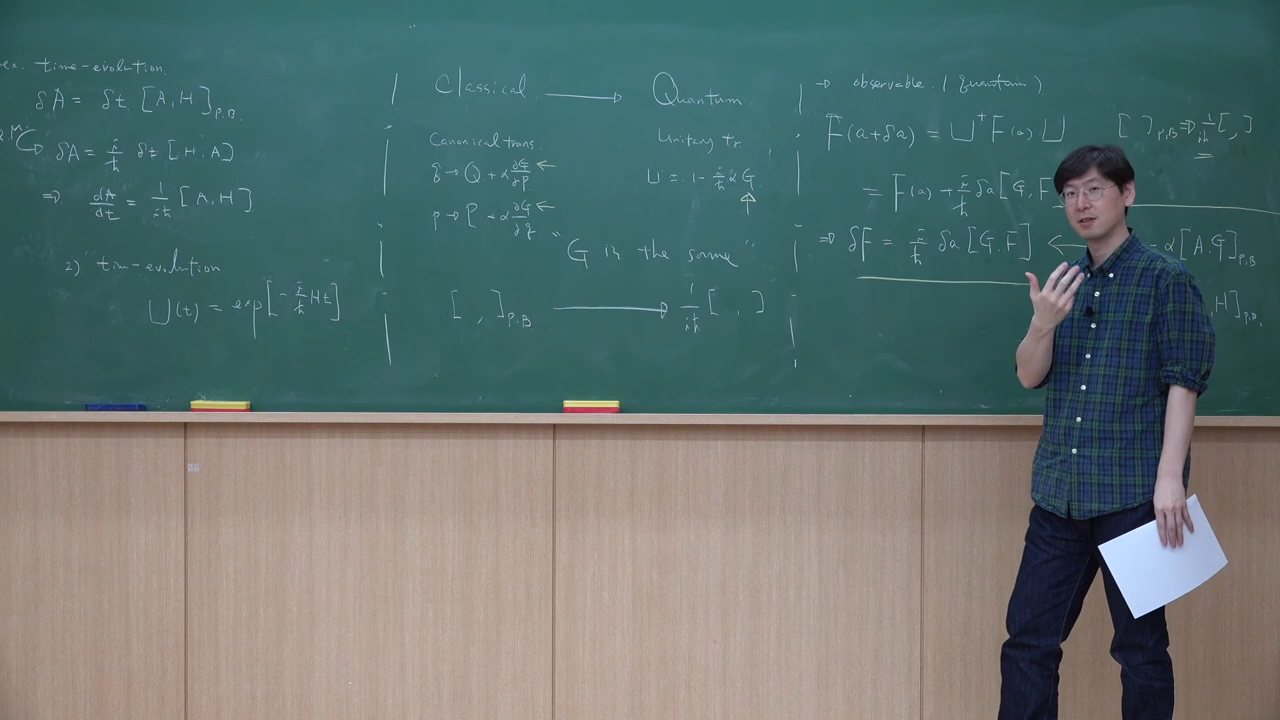 ex. time-evolution.
δA = δt [A, H]_{P.B.}
Q.M ↪ δA = i/ħ δt [H, A]
⇒ dA/dt = 1/iħ [A, H]
2) "tim-evolution
U(t) = exp[-i/ħ Ht]
Classical ⟶ Quantum.
Canonical trans.
Unitary tr
q → Q + α ∂G/∂P ←
U = 1 - i/ħ α G.
↑
p → P - α ∂G/∂q ←
"G is the same"
[ , ]_{P.B} ⟶ 1/iħ [ , ]
→ observable. (quantum)
F(a+δa) = U†F(a) U
[ ]_{P.B} ⇒ 1/iħ [ , ]
= F(a) + i/ħ δa [G, F
⇒ δF = i/ħ δa [G, F] ←
- α[A, G]_{P.B}
, H]_{P.B.}